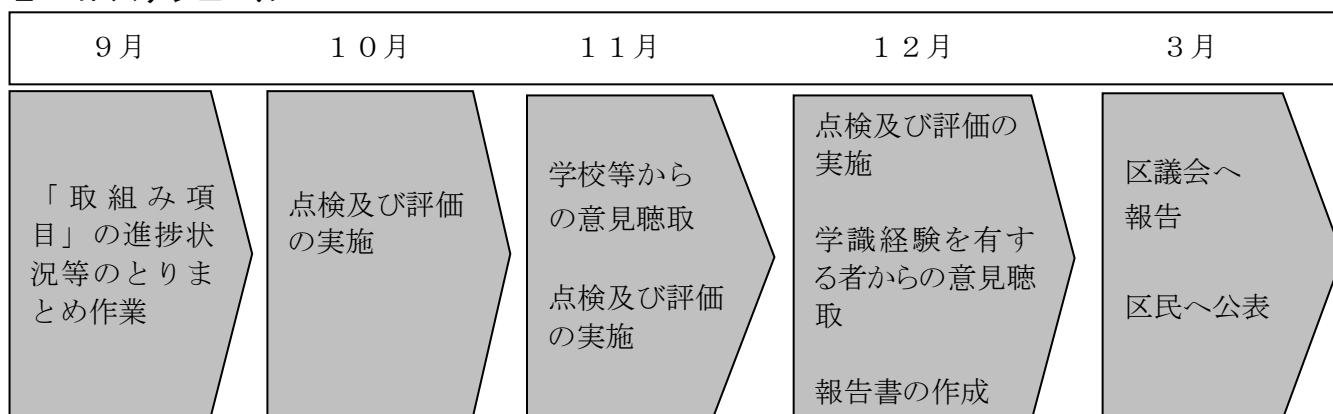 ９月
１０月
１１月
１２月
３月
「取組み項
目」の進捗状
況等のとりま
とめ作業
点検及び評価
の実施
学校等から
の意見聴取
点検及び評価
の実施
点検及び評価の
実施
学識経験を有す
る者からの意見聴
取
報告書の作成
区議会へ
報告
区民へ公表